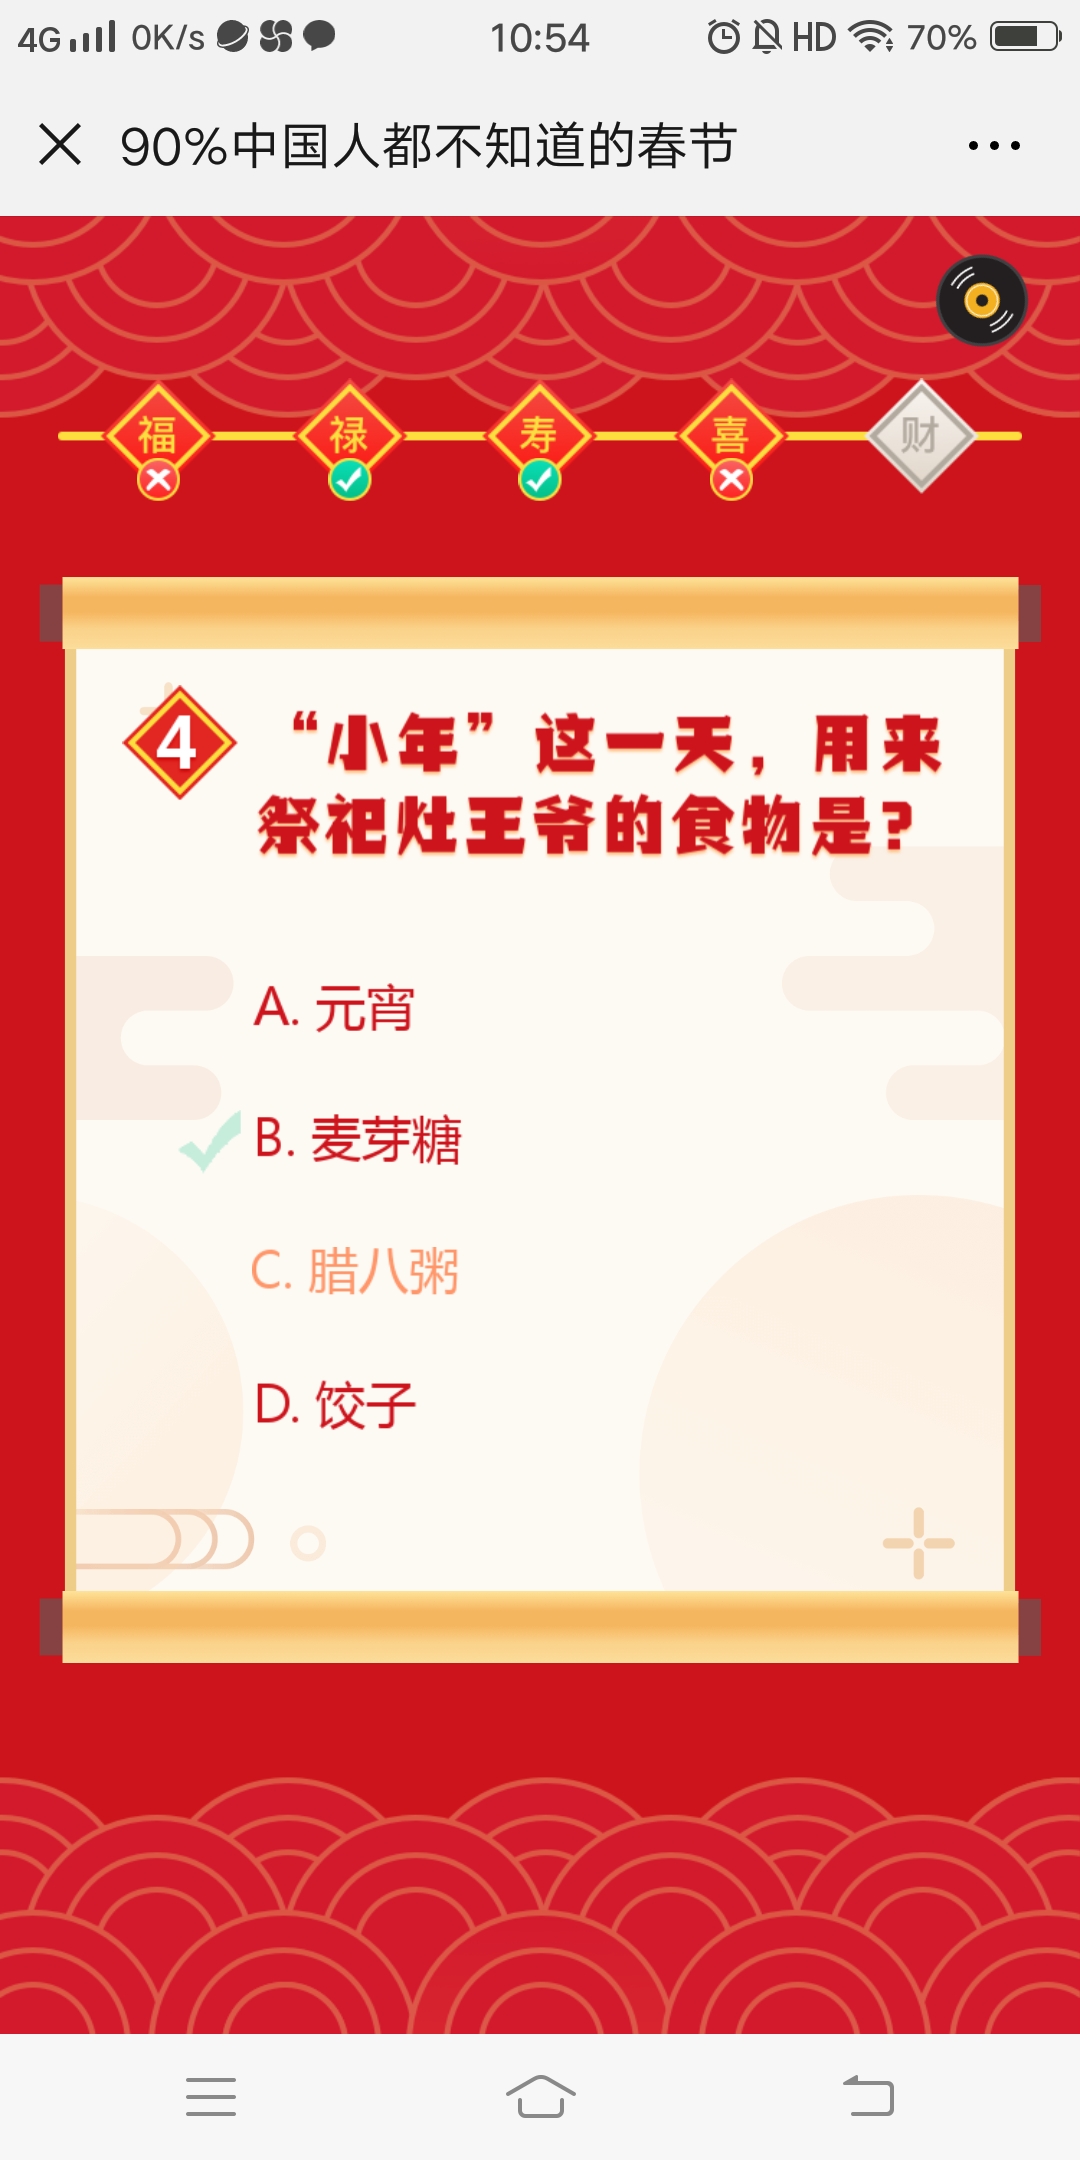 4G 0K/s 10:54 HD 70%
90%中国人都不知道的春节
福 禄 寿 喜 财
4 “小年”这一天，用来
祭祀灶王爷的食物是？
A. 元宵
B. 麦芽糖
C. 腊八粥
D. 饺子